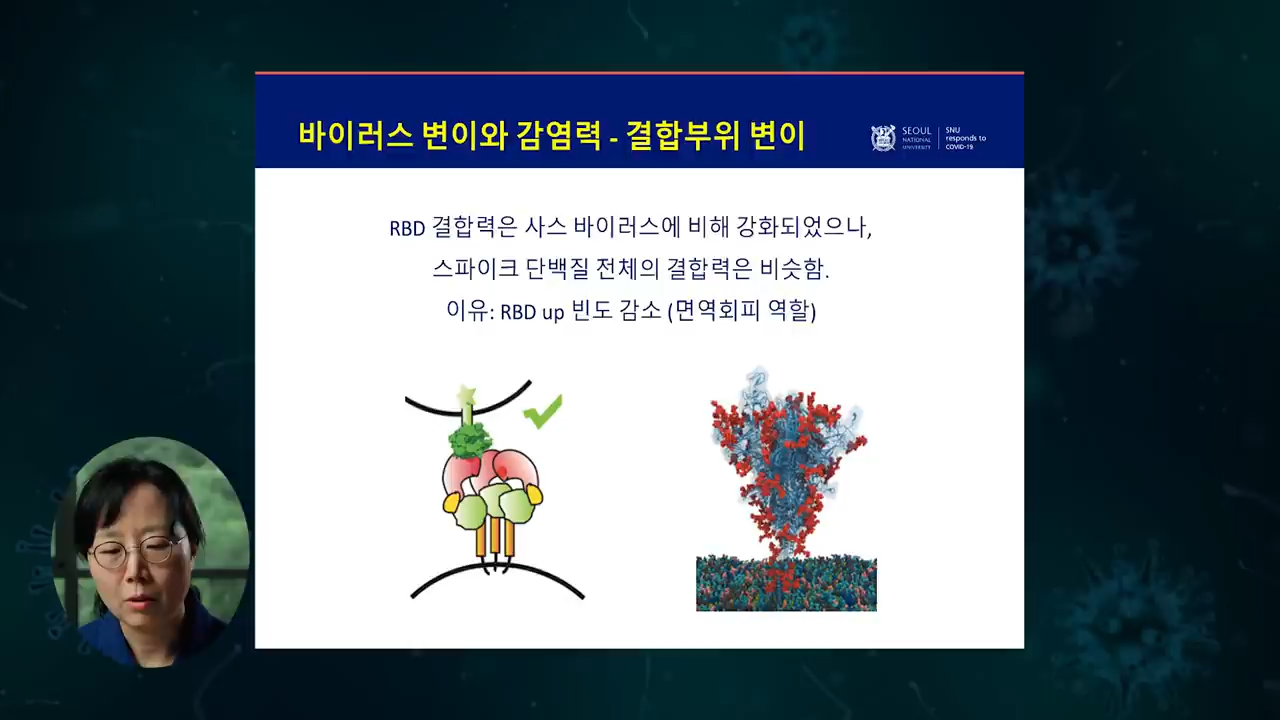 바이러스 변이와 감염력 - 결합부위 변이
SEOUL
NATIONAL
UNIVERSITY
SNU
responds to
COVID-19
RBD 결합력은 사스 바이러스에 비해 강화되었으나,
스파이크 단백질 전체의 결합력은 비슷함.
이유: RBD up 빈도 감소 (면역회피 역할)